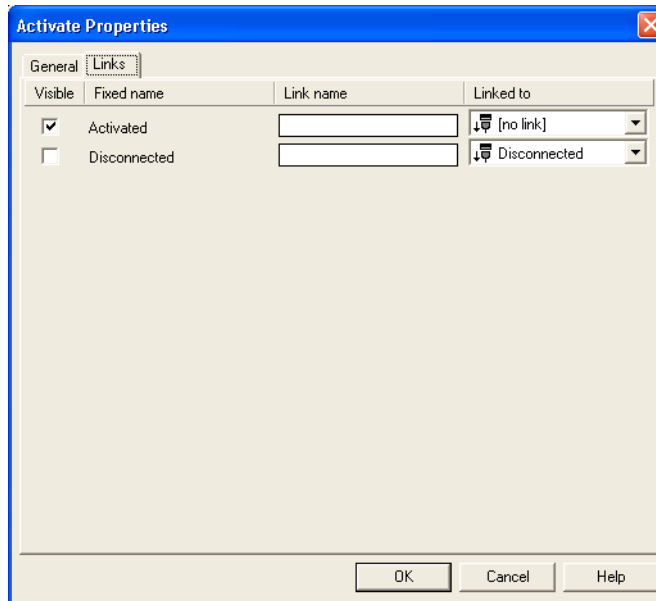 Activate Properties
General Links
Visible Fixed name Link name Linked to
Activated [no link]
Disconnected Disconnected
OK Cancel Help